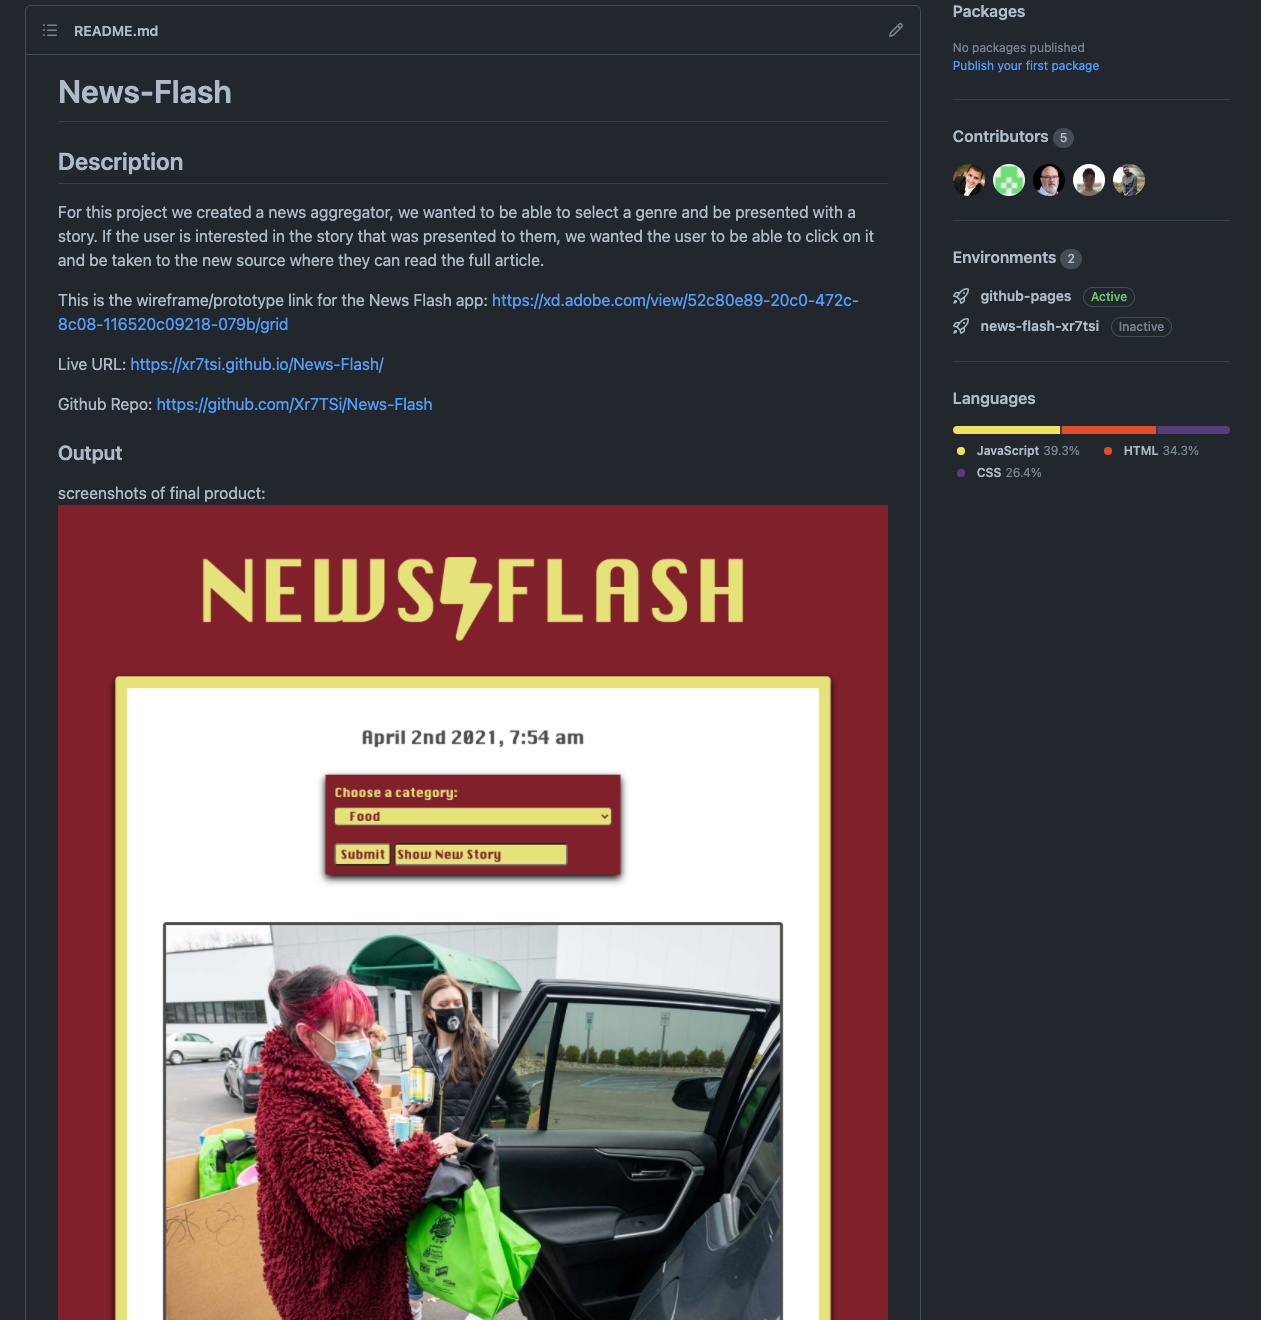 README.md
News-Flash
Description
For this project we created a news aggregator, we wanted to be able to select a genre and be presented with a
story. If the user is interested in the story that was presented to them, we wanted the user to be able to click on it
and be taken to the new source where they can read the full article.
This is the wireframe/prototype link for the News Flash app: https://xd.adobe.com/view/52c80e89-20c0-472c-
8c08-116520c09218-079b/grid
Live URL: https://xr7tsi.github.io/News-Flash/
Github Repo: https://github.com/Xr7TSi/News-Flash
Output
screenshots of final product:
NEWS FLASH
April 2nd 2021, 7:54 am
Choose a category:
Food
Submit Show New Story
Packages
No packages published
Publish your first package
Contributors 5
Environments 2
github-pages Active
news-flash-xr7tsi Inactive
Languages
JavaScript 39.3% HTML 34.3%
CSS 26.4%